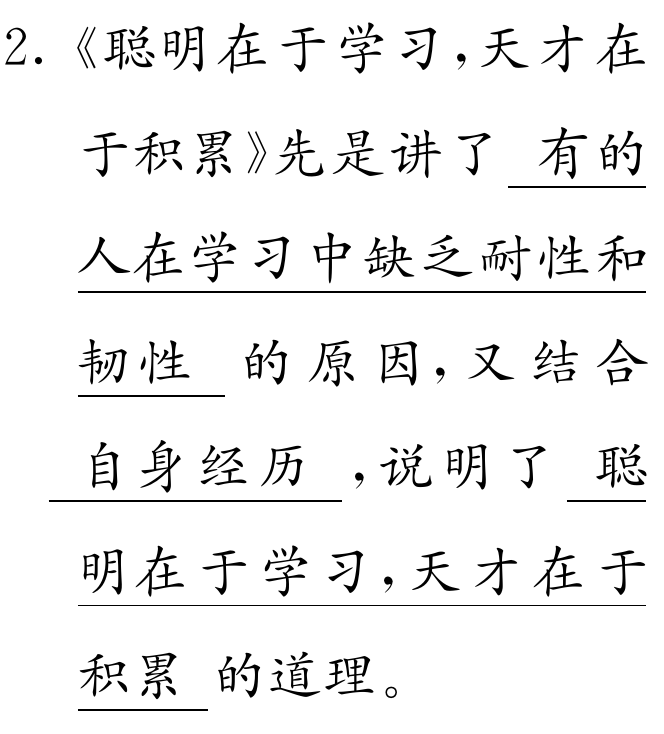 2.《聪明在于学习,天才在
于积累》先是讲了 有的
人在学习中缺乏耐性和
韧性 的原因,又结合
自身经历 ,说明了 聪
明在于学习,天才在于
积累 的道理。